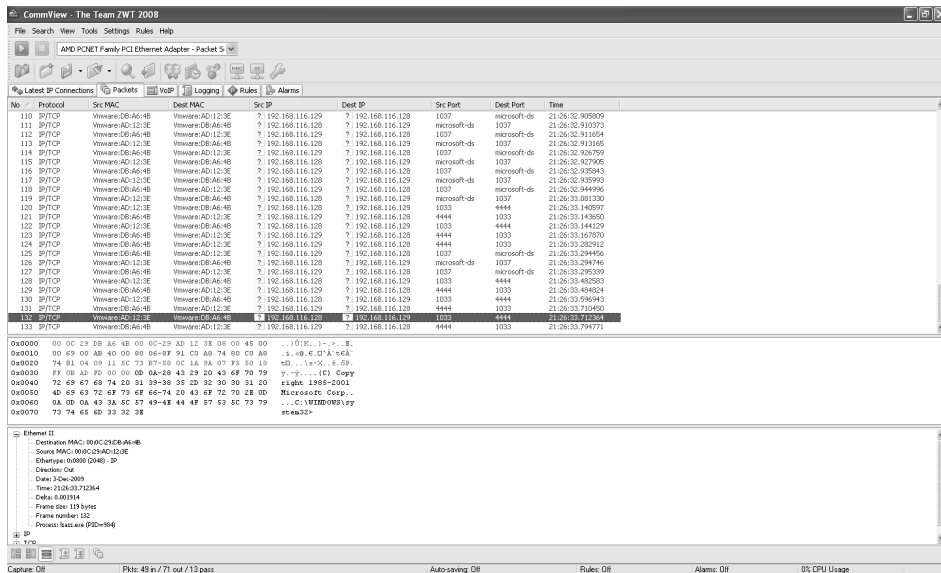 CommView - The Team ZWT 2008
File Search View Tools Settings Rules Help
AMD PCNET Family PCI Ethernet Adapter - Packet S
Latest IP Connections Packets VoIP Logging Rules Alarms
No Protocol Src MAC Dest MAC Src IP Dest IP Src Port Dest Port Time
110 IP/TCP Vmware:DB:A6:4B Vmware:AD:12:3E ? 192.168.116.129 ? 192.168.116.128 1037 microsoft-ds 21:26:32.905809
111 IP/TCP Vmware:AD:12:3E Vmware:DB:A6:4B ? 192.168.116.128 ? 192.168.116.129 microsoft-ds 1037 21:26:32.910373
112 IP/TCP Vmware:DB:A6:4B Vmware:AD:12:3E ? 192.168.116.129 ? 192.168.116.128 1037 microsoft-ds 21:26:32.911654
113 IP/TCP Vmware:AD:12:3E Vmware:DB:A6:4B ? 192.168.116.128 ? 192.168.116.129 microsoft-ds 1037 21:26:32.913165
114 IP/TCP Vmware:DB:A6:4B Vmware:AD:12:3E ? 192.168.116.129 ? 192.168.116.128 1037 microsoft-ds 21:26:32.926759
115 IP/TCP Vmware:AD:12:3E Vmware:DB:A6:4B ? 192.168.116.128 ? 192.168.116.129 microsoft-ds 1037 21:26:32.927905
116 IP/TCP Vmware:DB:A6:4B Vmware:AD:12:3E ? 192.168.116.129 ? 192.168.116.128 1037 microsoft-ds 21:26:32.935843
117 IP/TCP Vmware:AD:12:3E Vmware:DB:A6:4B ? 192.168.116.128 ? 192.168.116.129 microsoft-ds 1037 21:26:32.935993
118 IP/TCP Vmware:DB:A6:4B Vmware:AD:12:3E ? 192.168.116.129 ? 192.168.116.128 1037 microsoft-ds 21:26:32.944996
119 IP/TCP Vmware:AD:12:3E Vmware:DB:A6:4B ? 192.168.116.128 ? 192.168.116.129 microsoft-ds 1037 21:26:33.081330
120 IP/TCP Vmware:AD:12:3E Vmware:DB:A6:4B ? 192.168.116.128 ? 192.168.116.129 1033 4444 21:26:33.140597
121 IP/TCP Vmware:DB:A6:4B Vmware:AD:12:3E ? 192.168.116.129 ? 192.168.116.128 4444 1033 21:26:33.143650
122 IP/TCP Vmware:AD:12:3E Vmware:DB:A6:4B ? 192.168.116.128 ? 192.168.116.129 1033 4444 21:26:33.144129
123 IP/TCP Vmware:DB:A6:4B Vmware:AD:12:3E ? 192.168.116.129 ? 192.168.116.128 4444 1033 21:26:33.167870
124 IP/TCP Vmware:AD:12:3E Vmware:DB:A6:4B ? 192.168.116.128 ? 192.168.116.129 1033 4444 21:26:33.282912
125 IP/TCP Vmware:DB:A6:4B Vmware:AD:12:3E ? 192.168.116.129 ? 192.168.116.128 1037 microsoft-ds 21:26:33.294456
126 IP/TCP Vmware:AD:12:3E Vmware:DB:A6:4B ? 192.168.116.128 ? 192.168.116.129 microsoft-ds 1037 21:26:33.294746
127 IP/TCP Vmware:DB:A6:4B Vmware:AD:12:3E ? 192.168.116.129 ? 192.168.116.128 1037 microsoft-ds 21:26:33.295339
128 IP/TCP Vmware:AD:12:3E Vmware:DB:A6:4B ? 192.168.116.128 ? 192.168.116.129 1033 4444 21:26:33.482583
129 IP/TCP Vmware:DB:A6:4B Vmware:AD:12:3E ? 192.168.116.129 ? 192.168.116.128 4444 1033 21:26:33.484824
130 IP/TCP Vmware:AD:12:3E Vmware:DB:A6:4B ? 192.168.116.128 ? 192.168.116.129 1033 4444 21:26:33.596943
131 IP/TCP Vmware:DB:A6:4B Vmware:AD:12:3E ? 192.168.116.129 ? 192.168.116.128 4444 1033 21:26:33.710450
132 IP/TCP Vmware:AD:12:3E Vmware:DB:A6:4B ? 192.168.116.128 ? 192.168.116.129 1033 4444 21:26:33.712364
133 IP/TCP Vmware:DB:A6:4B Vmware:AD:12:3E ? 192.168.116.129 ? 192.168.116.128 4444 1033 21:26:33.794771
0x0000 00 0C 29 DB A6 4B 00 0C-29 AD 12 3E 08 00 45 00 ..)Û¦K..)-.>..E.
0x0010 00 69 00 AB 40 00 80 06-8F 91 C0 A8 74 80 C0 A8
0x0020 74 81 04 09 11 5C 73 B7-58 0C 1A 9A 07 F5 50 18
0x0030 FF 0B AD FD 00 00 0D 0A-28 43 29 20 43 6F 70 79 ÿ.-ý....(C) Copy
0x0040 72 69 67 68 74 20 31 39-38 35 2D 32 30 30 31 20 right 1985-2001
0x0050 4D 69 63 72 6F 73 6F 66-74 20 43 6F 72 70 2E 0D Microsoft Corp..
0x0060 0A 0D 0A 43 3A 5C 57 49-4E 44 4F 57 53 5C 73 79 ...C:\WINDOWS\sy
0x0070 73 74 65 6D 33 32 3E stem32>
Ethernet II
Destination MAC: 00:0C:29:DB:A6:4B
Source MAC: 00:0C:29:AD:12:3E
Ethertype: 0x0800 (2048) - IP
Direction: Out
Date: 3-Dec-2009
Time: 21:26:33.712364
Delta: 0.001914
Frame size: 119 bytes
Frame number: 132
Process: lsass.exe (PID=984)
IP
TCP
Capture: Off Pkts: 49 in / 71 out / 13 pass Auto-saving: Off Rules: Off Alarms: Off 0% CPU Usage